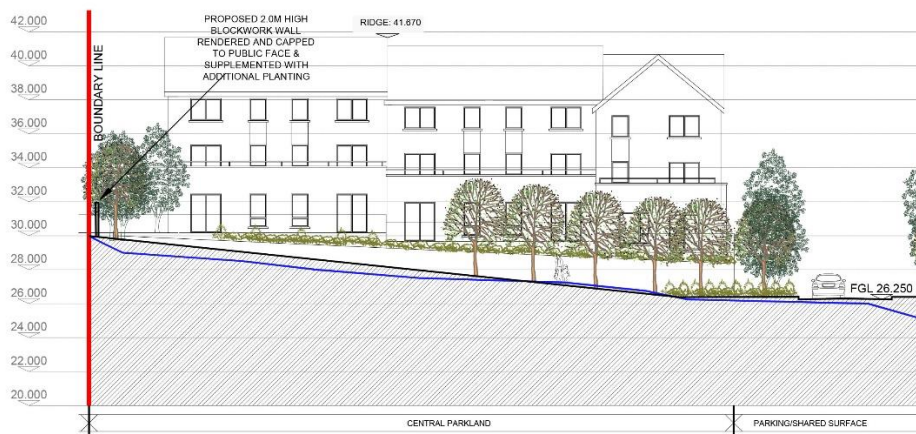 PROPOSED 2.0M HIGH
BLOCKWORK WALL
RENDERED AND CAPPED
TO PUBLIC FACE &
SUPPLEMENTED WITH
ADDITIONAL PLANTING
RIDGE: 41.670
BOUNDARY LINE
42.000
40.000
38.000
36.000
34.000
32.000
30.000
28.000
26.000
24.000
22.000
20.000
FGL 26.250
CENTRAL PARKLAND
PARKING/SHARED SURFACE